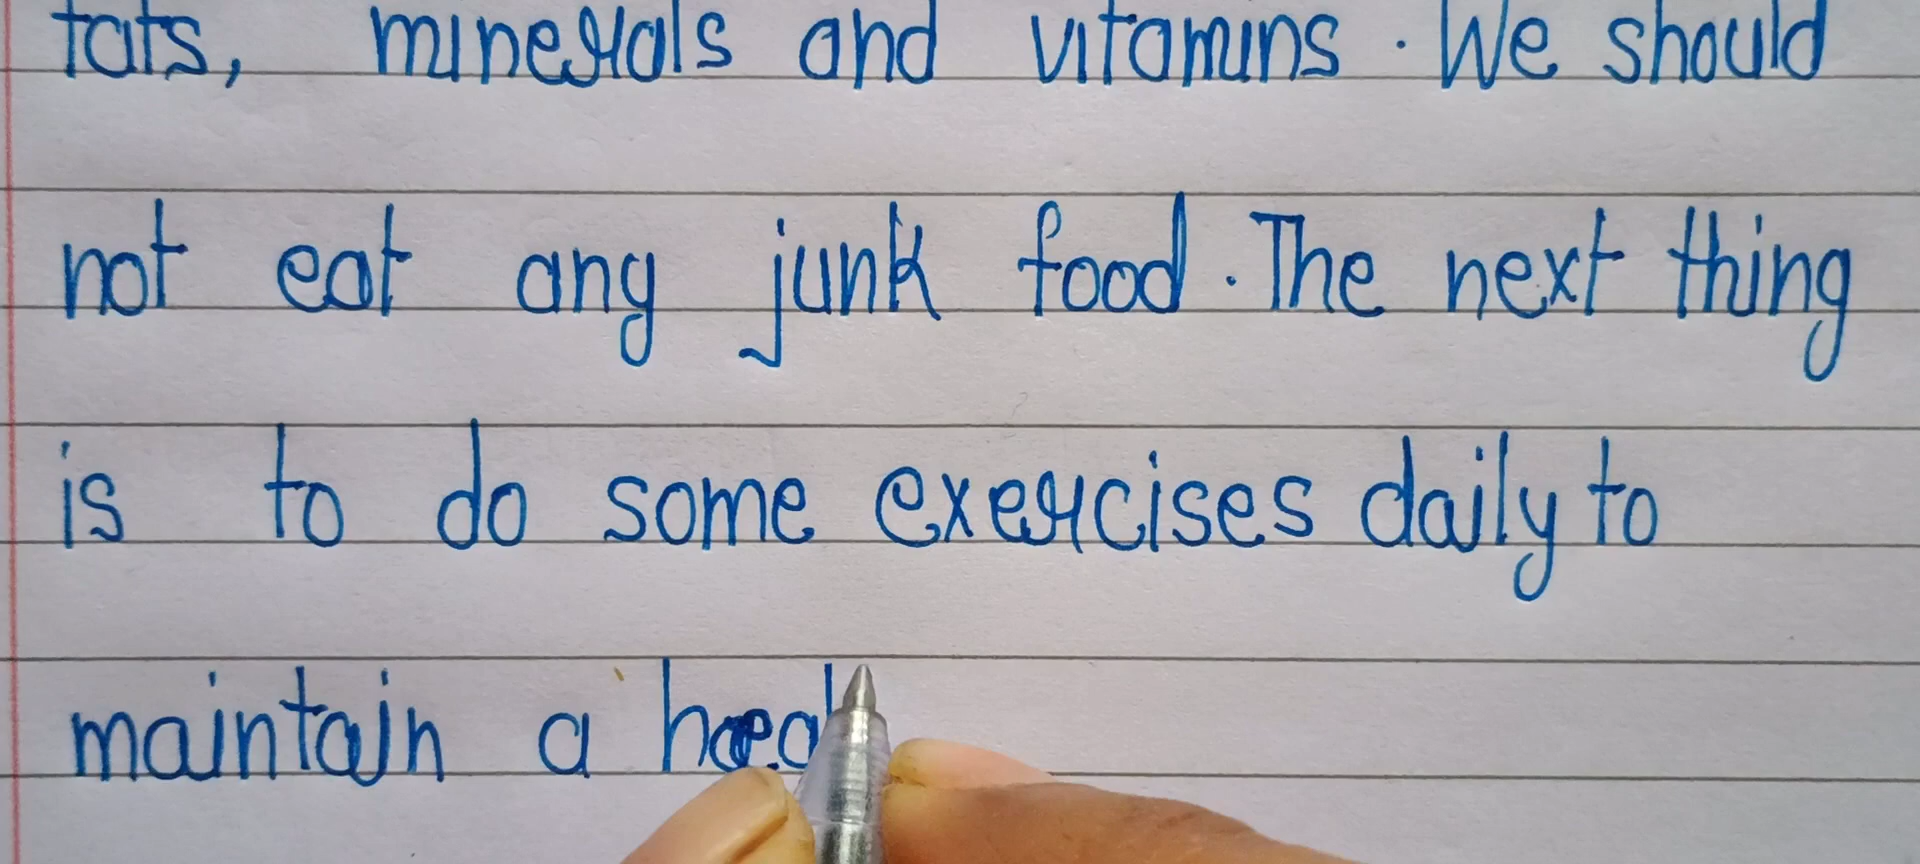 fats, minerals and vitamins. We should
not eat any junk food. The next thing
is to do some exercises daily to
maintain a heal